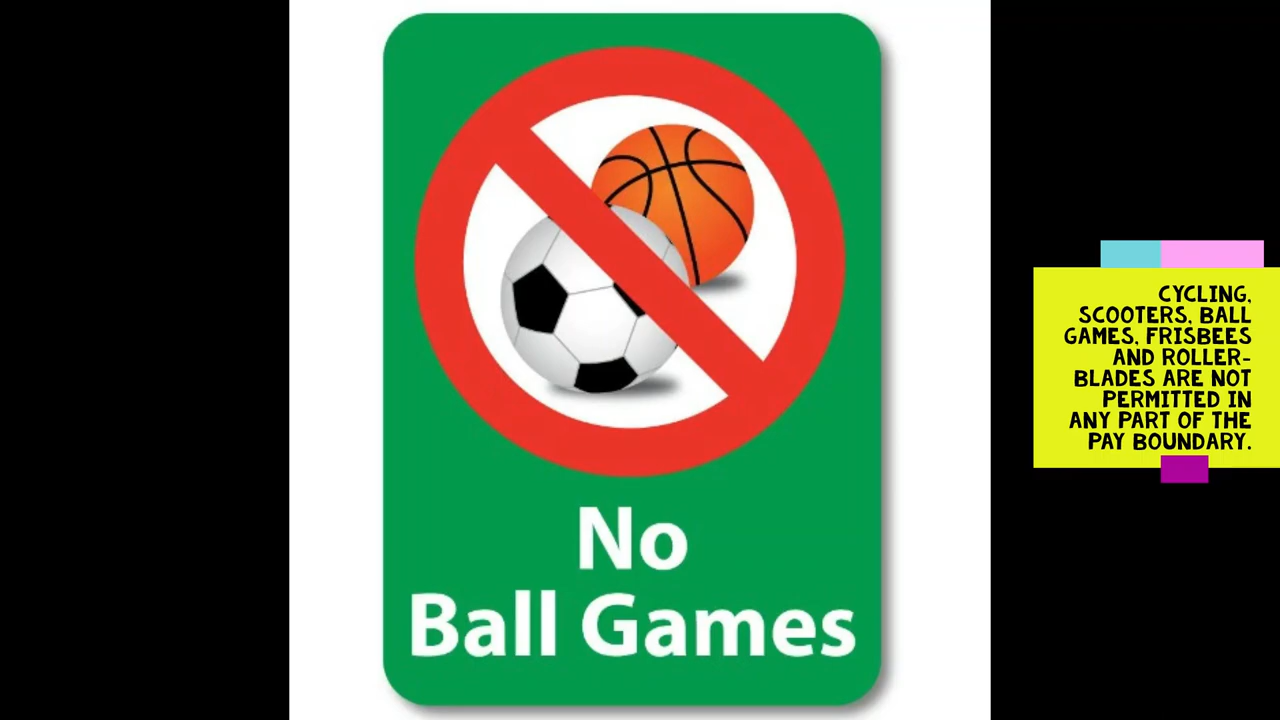 No
Ball Games
CYCLING,
SCOOTERS, BALL
GAMES, FRISBEES
AND ROLLER-
BLADES ARE NOT
PERMITTED IN
ANY PART OF THE
PAY BOUNDARY.